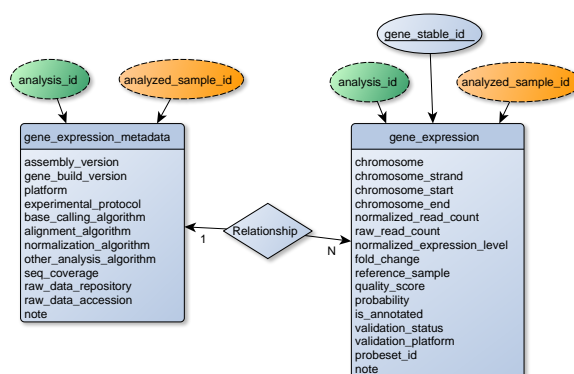 gene_stable_id
analysis_id
analyzed_sample_id
analysis_id
analyzed_sample_id
gene_expression_metadata
assembly_version
gene_build_version
platform
experimental_protocol
base_calling_algorithm
alignment_algorithm
normalization_algorithm
other_analysis_algorithm
seq_coverage
raw_data_repository
raw_data_accession
note
1
Relationship
N
gene_expression
chromosome
chromosome_strand
chromosome_start
chromosome_end
normalized_read_count
raw_read_count
normalized_expression_level
fold_change
reference_sample
quality_score
probability
is_annotated
validation_status
validation_platform
probeset_id
note